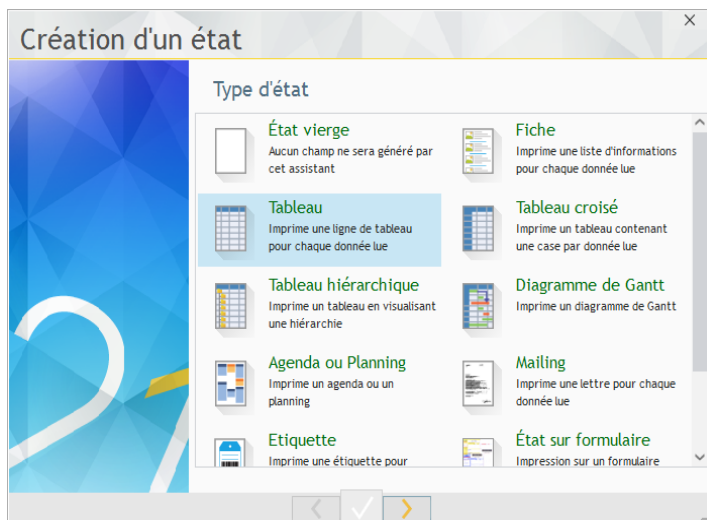 Création d'un état
Type d'état
État vierge
Aucun champ ne sera généré par
cet assistant
Fiche
Imprime une liste d'informations
pour chaque donnée lue
Tableau
Imprime une ligne de tableau
pour chaque donnée lue
Tableau croisé
Imprime un tableau contenant
une case par donnée lue
Tableau hiérarchique
Imprime un tableau en visualisant
une hiérarchie
Diagramme de Gantt
Imprime un diagramme de Gantt
Agenda ou Planning
Imprime un agenda ou un
planning
Mailing
Imprime une lettre pour chaque
donnée lue
Etiquette
Imprime une étiquette pour
État sur formulaire
Impression sur un formulaire
21